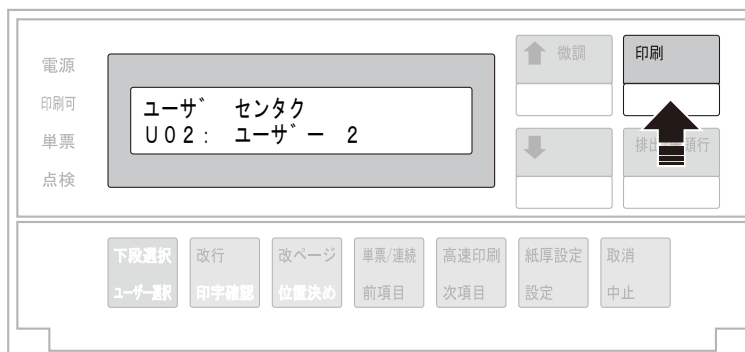 電源
印刷可
単票
点検
ユーザ゛ センタク
U02: ユーザ゛ー 2
微調
印刷
排出
頭行
下段選択
ユーザー選択
改行
印字確認
改ページ
位置決め
単票/連続
前項目
高速印刷
次項目
紙厚設定
設定
取消
中止